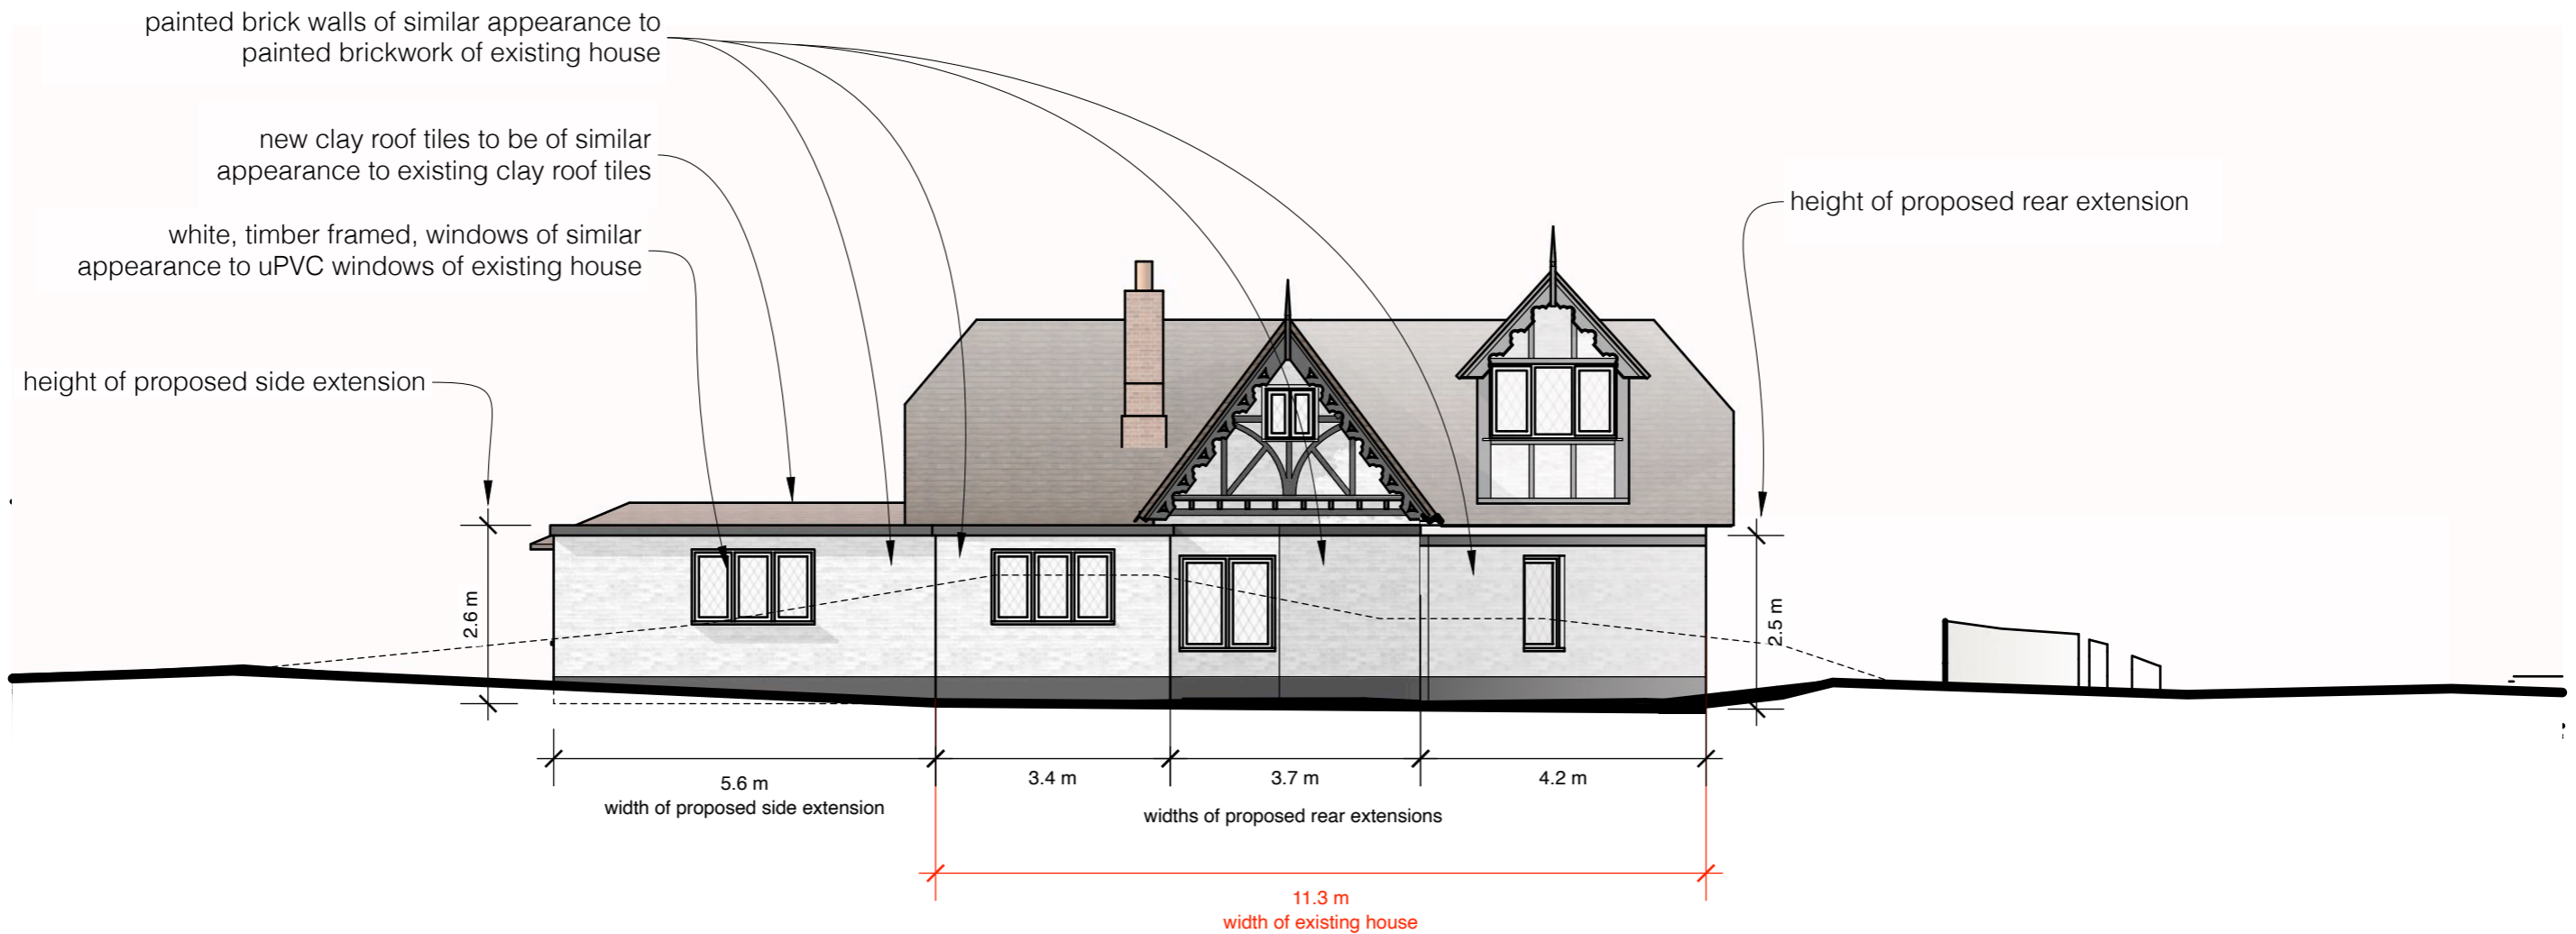 painted brick walls of similar appearance to
painted brickwork of existing house
new clay roof tiles to be of similar
appearance to existing clay roof tiles
white, timber framed, windows of similar
appearance to uPVC windows of existing house
height of proposed side extension
height of proposed rear extension
2.6 m
2.5 m
5.6 m
width of proposed side extension
3.4 m
3.7 m
4.2 m
widths of proposed rear extensions
11.3 m
width of existing house